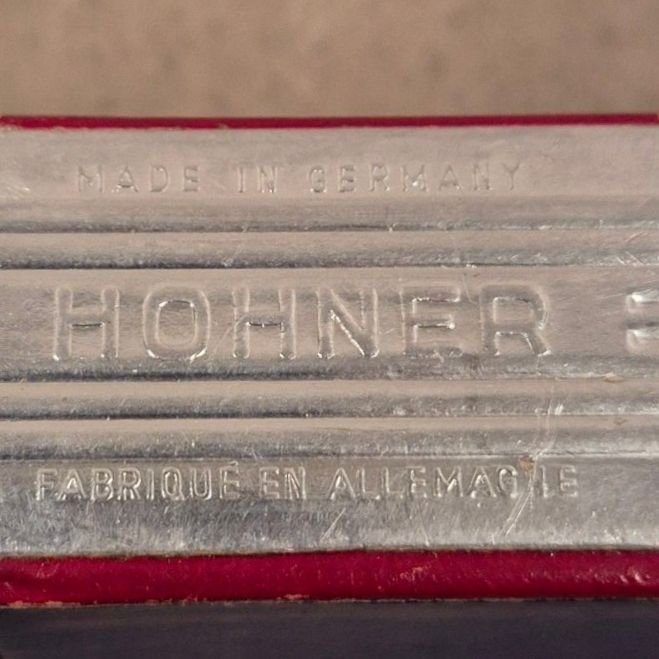 MADE IN GERMANY
HOHNER
FABRIQUÉ EN ALLEMAGNE